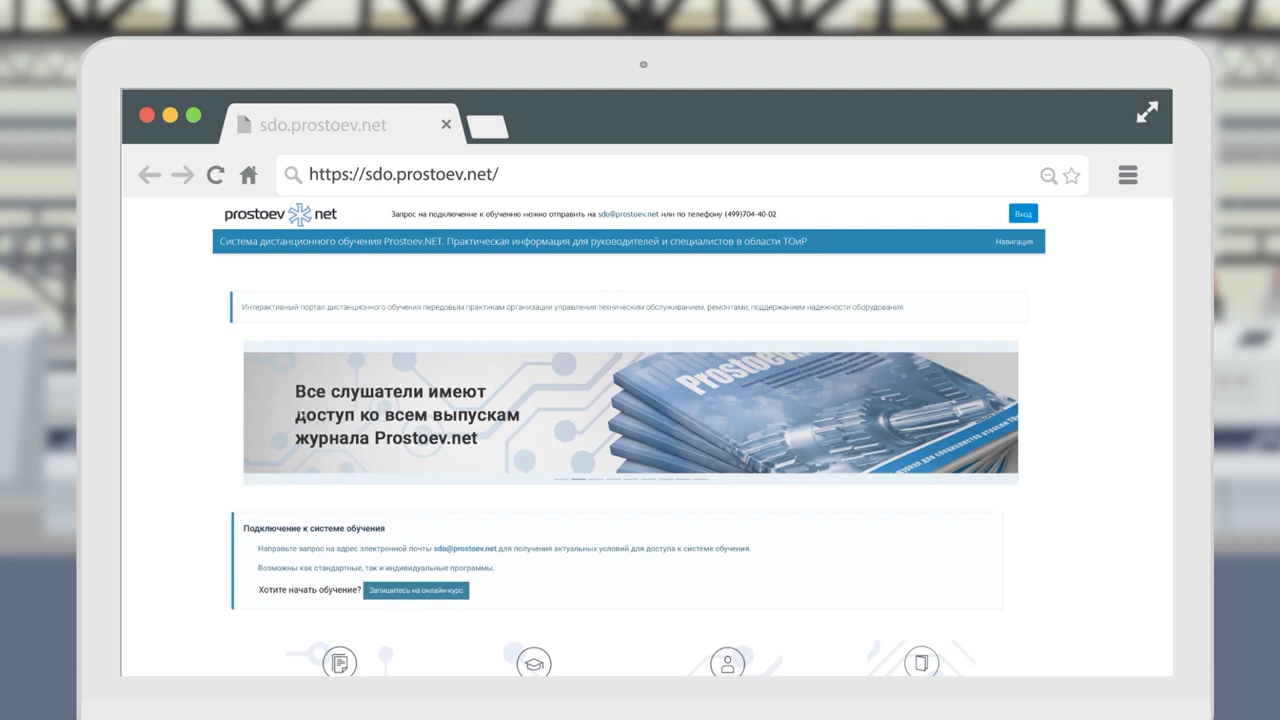 sdo.prostoev.net
https://sdo.prostoev.net/
prostoev net
Запрос на подключение к обучению можно отправить на sdo@prostoev.net или по телефону (499)704-40-02
Вход
Система дистанционного обучения Prostoev.NET. Практическая информация для руководителей и специалистов в области ТОиР
Навигация
Интерактивный портал дистанционного обучения передовым практикам организации управления техническим обслуживанием, ремонтами, поддержанием надежности оборудования
Все слушатели имеют
доступ ко всем выпускам
журнала Prostoev.net
Prostoev.
журнал для специалистов отрасли
Подключение к системе обучения
Направьте запрос на адрес электронной почты sdo@prostoev.net для получения актуальных условий для доступа к системе обучения.
Возможны как стандартные, так и индивидуальные программы.
Хотите начать обучение? Запишитесь на онлайн-курс